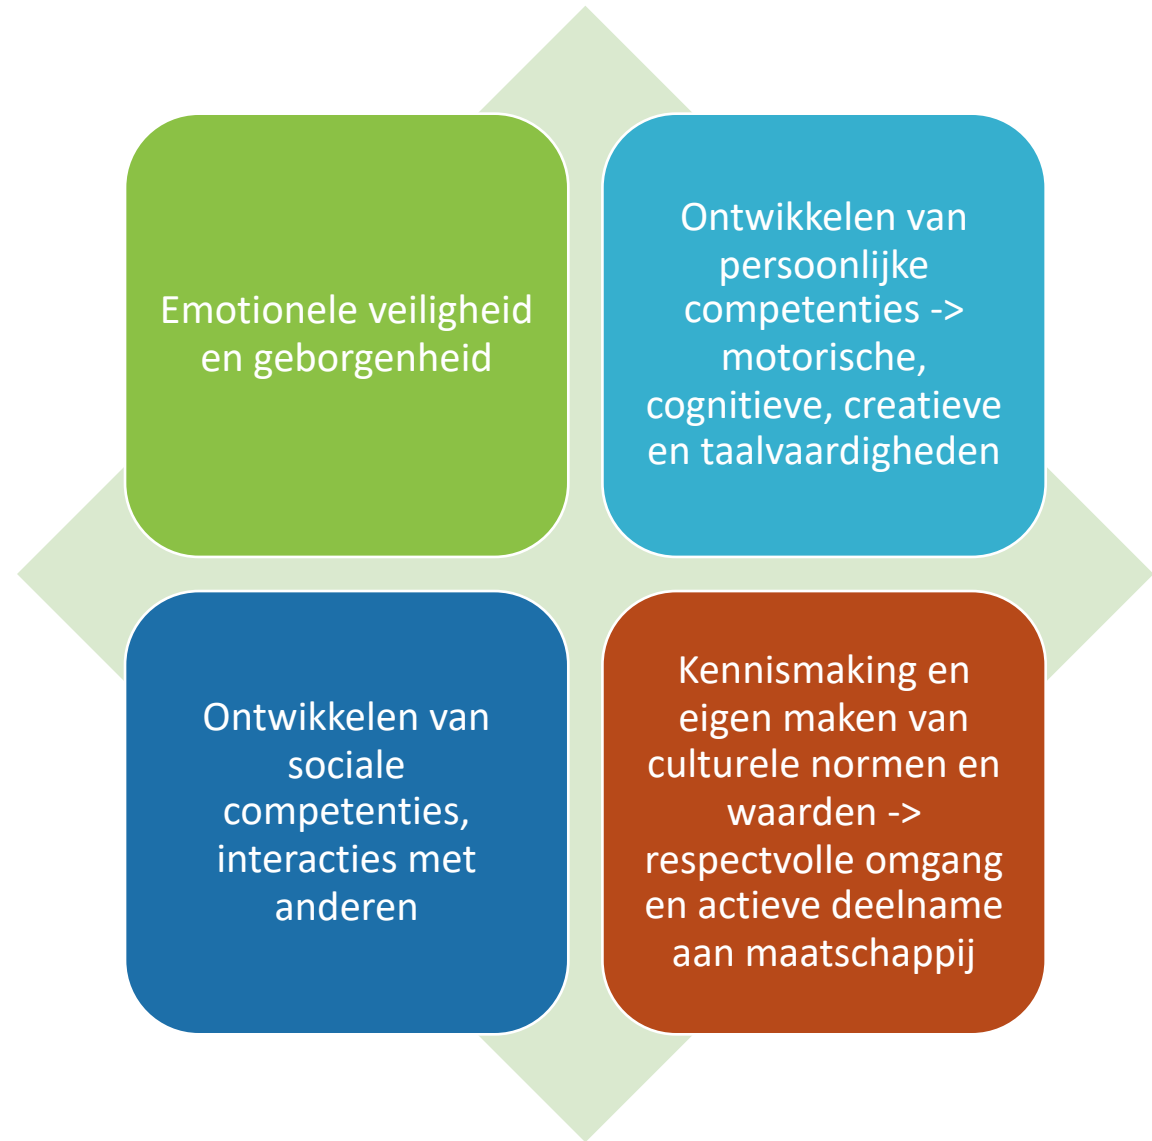 Emotionele veiligheid
en geborgenheid
Ontwikkelen van
persoonlijke
competenties ->
motorische,
cognitieve, creatieve
en taalvaardigheden
Ontwikkelen van
sociale
competenties,
interacties met
anderen
Kennismaking en
eigen maken van
culturele normen en
waarden ->
respectvolle omgang
en actieve deelname
aan maatschappij